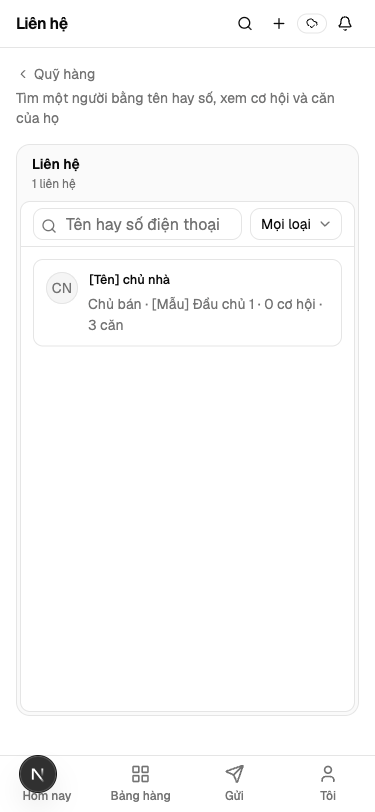 Liên hệ
Quỹ hàng
Tìm một người bằng tên hay số, xem cơ hội và căn
của họ
Liên hệ
1 liên hệ
Tên hay số điện thoại
Mọi loại
CN
[Tên] chủ nhà
Chủ bán · [Mẫu] Đầu chủ 1 · 0 cơ hội ·
3 căn
N
Hôm nay
Bảng hàng
Gửi
Tôi